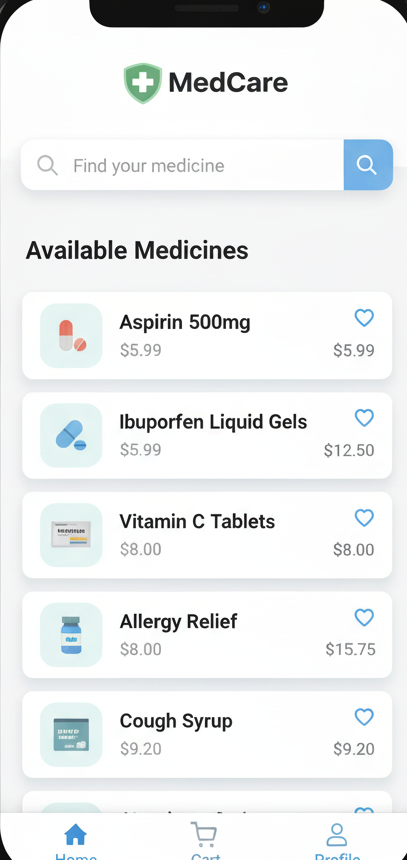 MedCare
Find your medicine
Available Medicines
Aspirin 500mg
$5.99 $5.99
Ibuporfen Liquid Gels
$5.99 $12.50
Vitamin C Tablets
$8.00 $8.00
Allergy Relief
$8.00 $15.75
Cough Syrup
$9.20 $9.20
Home Cart Profile